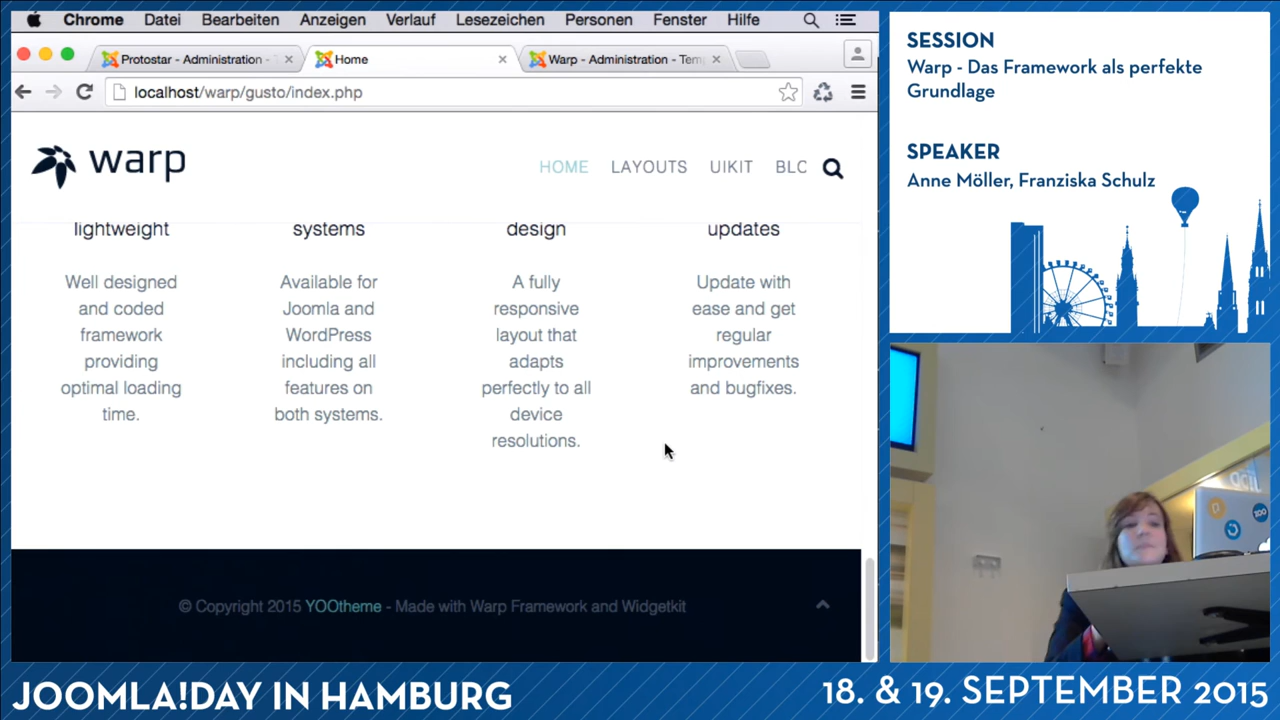 Chrome Datei Bearbeiten Anzeigen Verlauf Lesezeichen Personen Fenster Hilfe
Protostar - Administration - Home Warp - Administration - Tem
localhost/warp/gusto/index.php
warp
HOME LAYOUTS UIKIT BLC
lightweight
Well designed
and coded
framework
providing
optimal loading
time.
systems
Available for
Joomla and
WordPress
including all
features on
both systems.
design
A fully
responsive
layout that
adapts
perfectly to all
device
resolutions.
updates
Update with
ease and get
regular
improvements
and bugfixes.
© Copyright 2015 YOOtheme - Made with Warp Framework and Widgetkit
SESSION
Warp - Das Framework als perfekte
Grundlage
SPEAKER
Anne Möller, Franziska Schulz
ZOO
JOOMLA!DAY IN HAMBURG
18. & 19. SEPTEMBER 2015